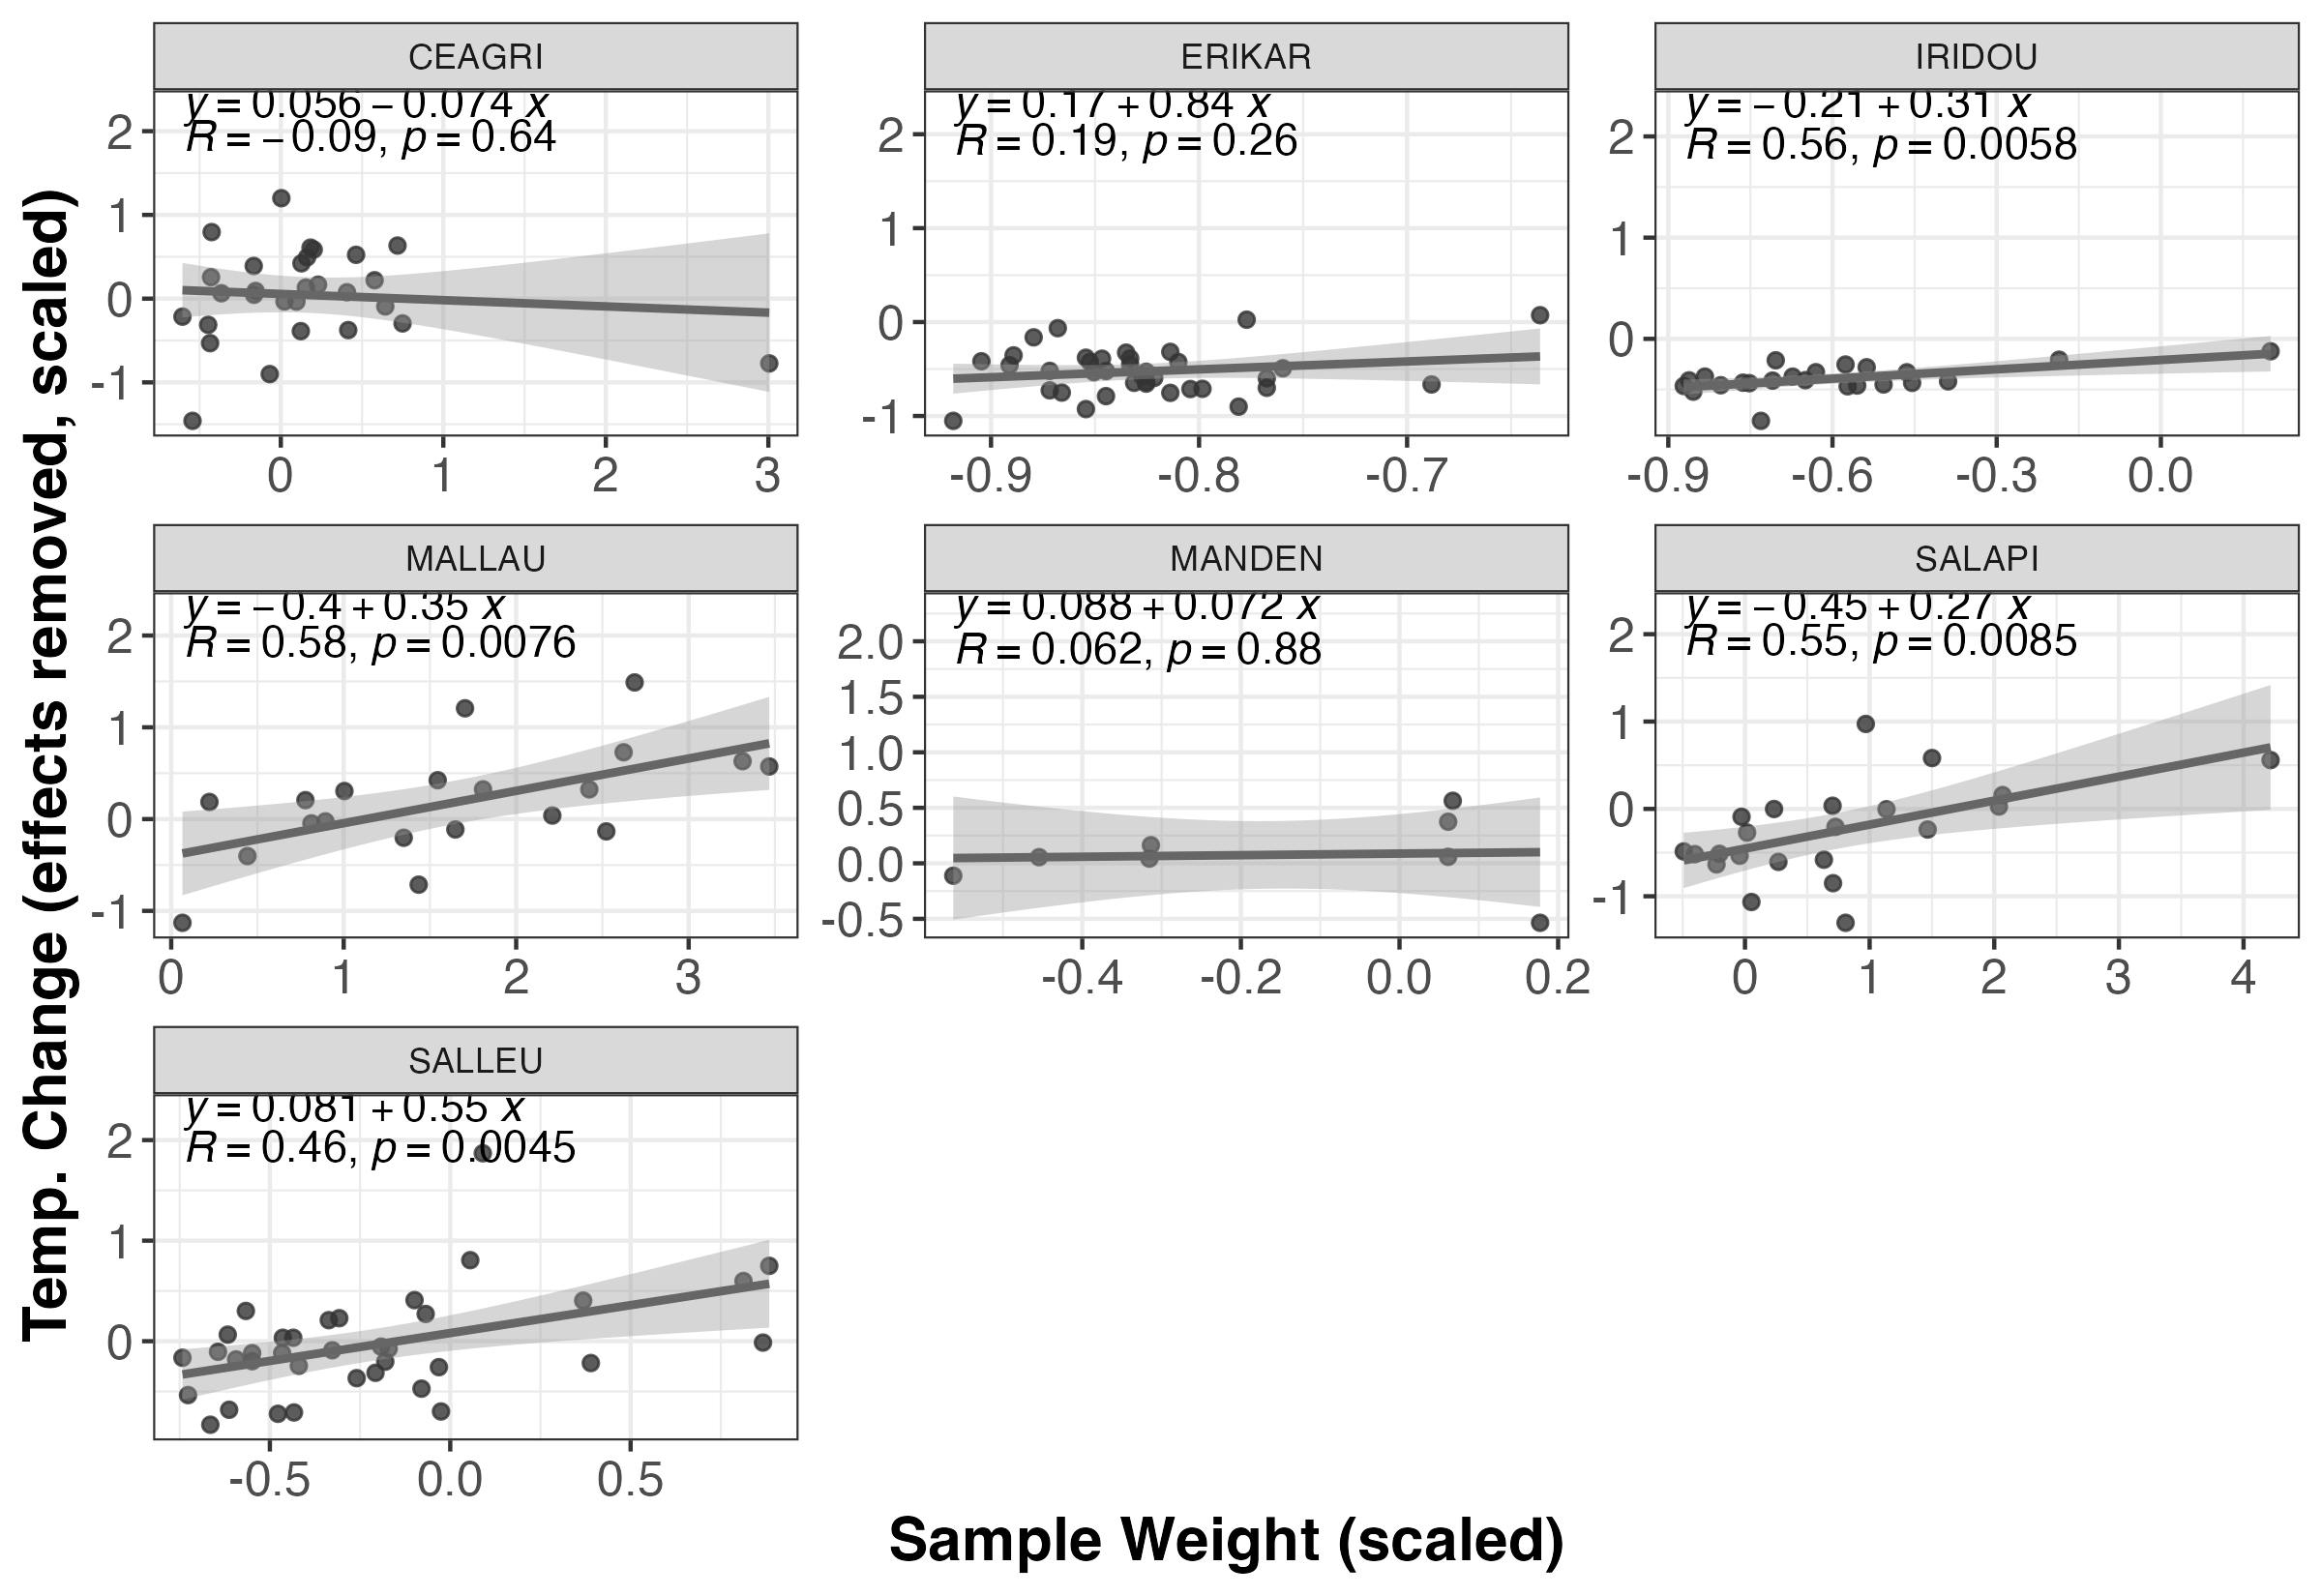 Temp. Change (effects removed, scaled)
CEAGRI
y = 0.056 − 0.074 x
R = −0.09, p = 0.64
2
1
0
-1
0 1 2 3
ERIKAR
y = 0.17 + 0.84 x
R = 0.19, p = 0.26
2
1
0
-1
-0.9 -0.8 -0.7
IRIDOU
y = −0.21 + 0.31 x
R = 0.56, p = 0.0058
2
1
0
-0.9 -0.6 -0.3 0.0
MALLAU
y = −0.4 + 0.35 x
R = 0.58, p = 0.0076
2
1
0
-1
0 1 2 3
MANDEN
y = 0.088 + 0.072 x
R = 0.062, p = 0.88
2.0
1.5
1.0
0.5
0.0
-0.5
-0.4 -0.2 0.0 0.2
SALAPI
y = −0.45 + 0.27 x
R = 0.55, p = 0.0085
2
1
0
-1
0 1 2 3 4
SALLEU
y = 0.081 + 0.55 x
R = 0.46, p = 0.0045
2
1
0
-0.5 0.0 0.5
Sample Weight (scaled)